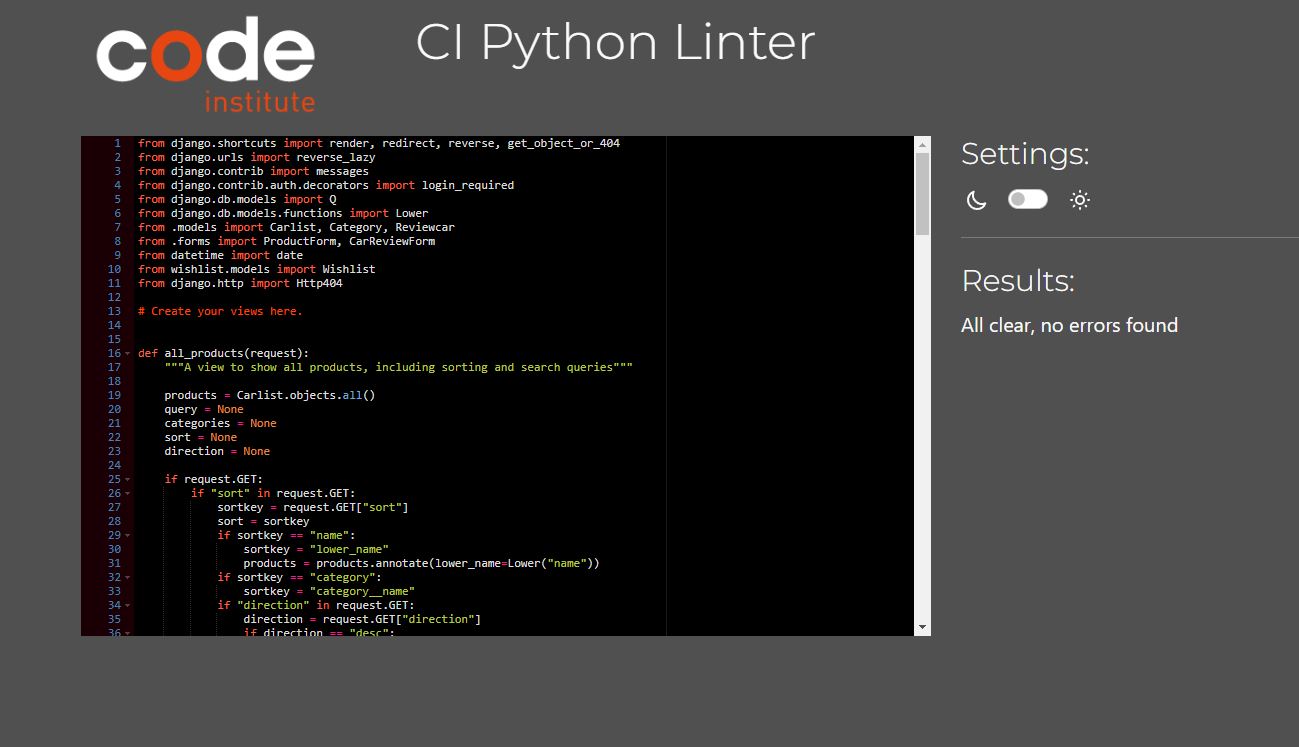 code
institute
CI Python Linter
1 from django.shortcuts import render, redirect, reverse, get_object_or_404
2 from django.urls import reverse_lazy
3 from django.contrib import messages
4 from django.contrib.auth.decorators import login_required
5 from django.db.models import Q
6 from django.db.models.functions import Lower
7 from .models import Carlist, Category, Reviewcar
8 from .forms import ProductForm, CarReviewForm
9 from datetime import date
10 from wishlist.models import Wishlist
11 from django.http import Http404
12
13 # Create your views here.
14
15
16 def all_products(request):
17     """A view to show all products, including sorting and search queries"""
18
19     products = Carlist.objects.all()
20     query = None
21     categories = None
22     sort = None
23     direction = None
24
25     if request.GET:
26         if "sort" in request.GET:
27             sortkey = request.GET["sort"]
28             sort = sortkey
29             if sortkey == "name":
30                 sortkey = "lower_name"
31                 products = products.annotate(lower_name=Lower("name"))
32             if sortkey == "category":
33                 sortkey = "category__name"
34             if "direction" in request.GET:
35                 direction = request.GET["direction"]
36                 if direction == "desc":
Settings:
Results:
All clear, no errors found